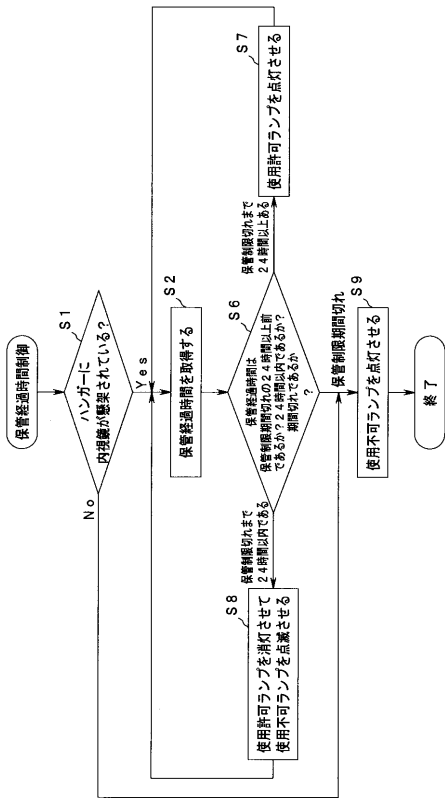 保管経過時間制御
S1
ハンガーに
内視鏡が懸架されている?
No
Yes
S2
保管経過時間を取得する
S6
保管経過時間は
保管制限期間切れの24時間以上前
であるか?24時間以内であるか?
期間切れであるか
?
保管制限切れまで
24時間以上ある
S7
使用許可ランプを点灯させる
保管制限切れまで
24時間以内である
S8
使用許可ランプを消灯させて
使用不可ランプを点滅させる
保管制限期間切れ
S9
使用不可ランプを点灯させる
終了